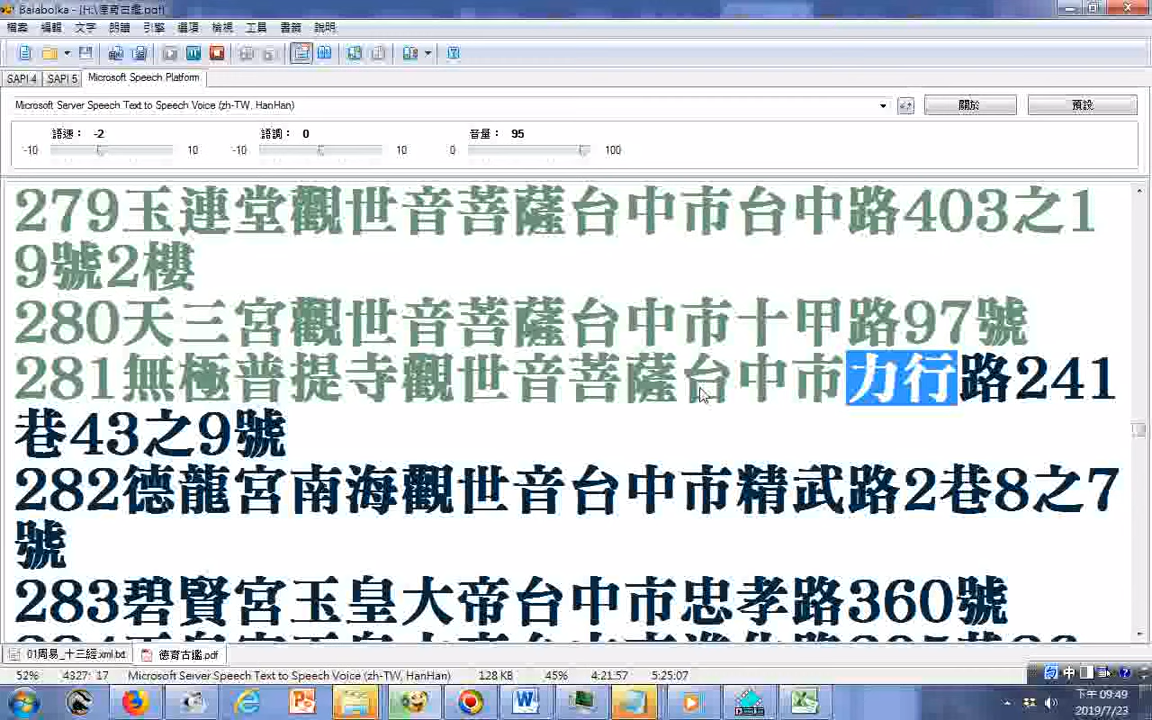 Balabolka - [H:\德育古鑑.pdf]
檔案 編輯 文字 朗讀 引擎 選項 檢視 工具 書籤 說明
SAPI 4 SAPI 5 Microsoft Speech Platform
Microsoft Server Speech Text to Speech Voice (zh-TW, HanHan) 關於 預設
語速： -2 語調： 0 音量： 95
-10 10 -10 10 0 100
279玉連堂觀世音菩薩台中市台中路403之1
9號2樓
280天三宮觀世音菩薩台中市十甲路97號
281無極普提寺觀世音菩薩台中市力行路241
巷43之9號
282德龍宮南海觀世音台中市精武路2巷8之7
號
283碧賢宮玉皇大帝台中市忠孝路360號
01周易_十三經.xml.txt 德育古鑑.pdf
52% 4327: 17 Microsoft Server Speech Text to Speech Voice (zh-TW, HanHan) 128 KB 45% 4:21:57 5:25:07
中
下午 09:49
2019/7/23